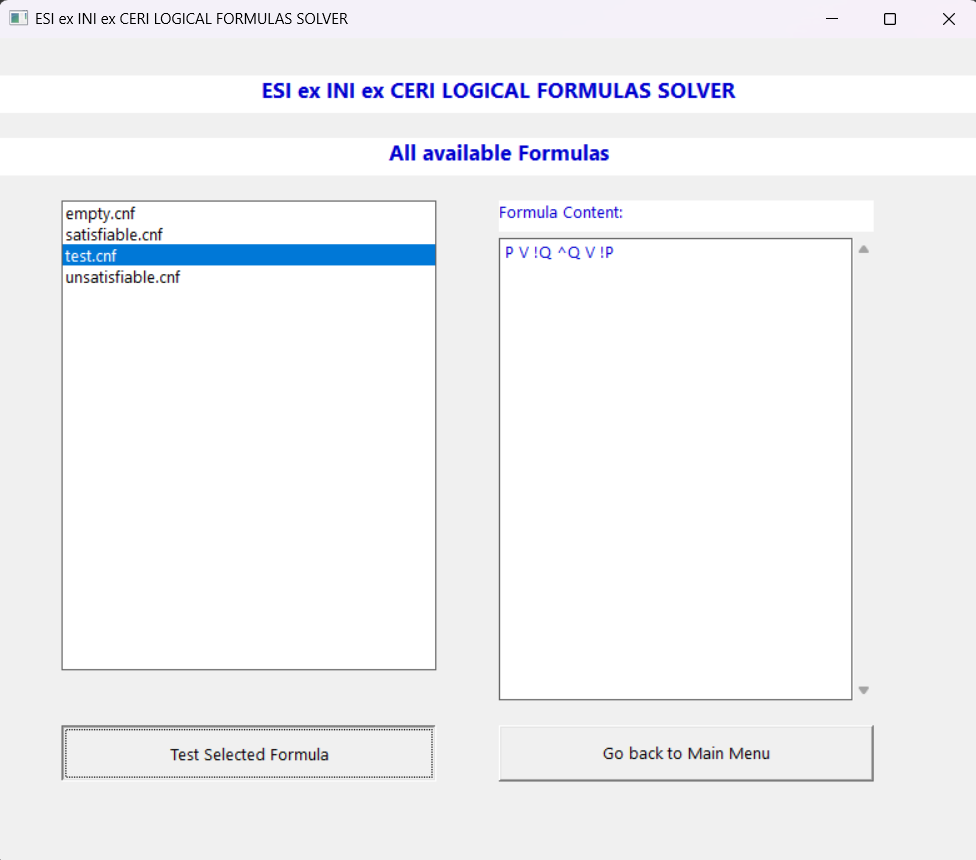 ESI ex INI ex CERI LOGICAL FORMULAS SOLVER
ESI ex INI ex CERI LOGICAL FORMULAS SOLVER
All available Formulas
empty.cnf
satisfiable.cnf
test.cnf
unsatisfiable.cnf
Formula Content:
P V !Q ^Q V !P
Test Selected Formula
Go back to Main Menu